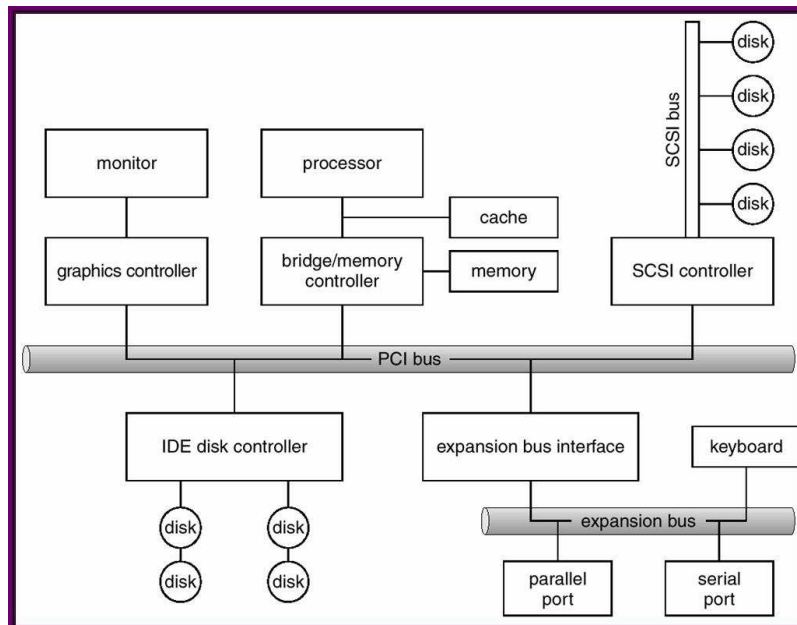 disk
disk
SCSI bus
disk
disk
monitor
processor
cache
graphics controller
bridge/memory
controller
memory
SCSI controller
PCI bus
IDE disk controller
expansion bus interface
keyboard
disk
disk
expansion bus
disk
disk
parallel
port
serial
port